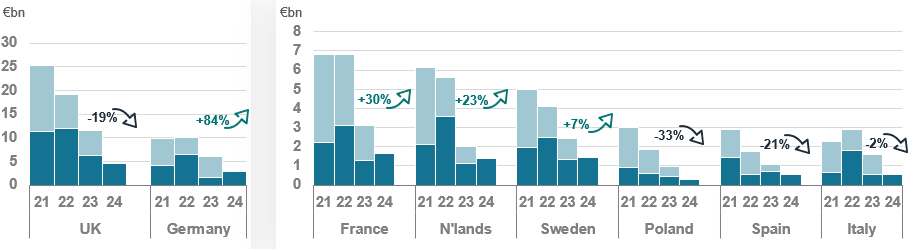 €bn
30
25
20
15
10
5
0
-19%
+84%
21 22 23 24
21 22 23 24
UK
Germany
€bn
8
7
6
5
4
3
2
1
0
+30%
+23%
+7%
-33%
-21%
-2%
21 22 23 24
21 22 23 24
21 22 23 24
21 22 23 24
21 22 23 24
21 22 23 24
France
N'lands
Sweden
Poland
Spain
Italy